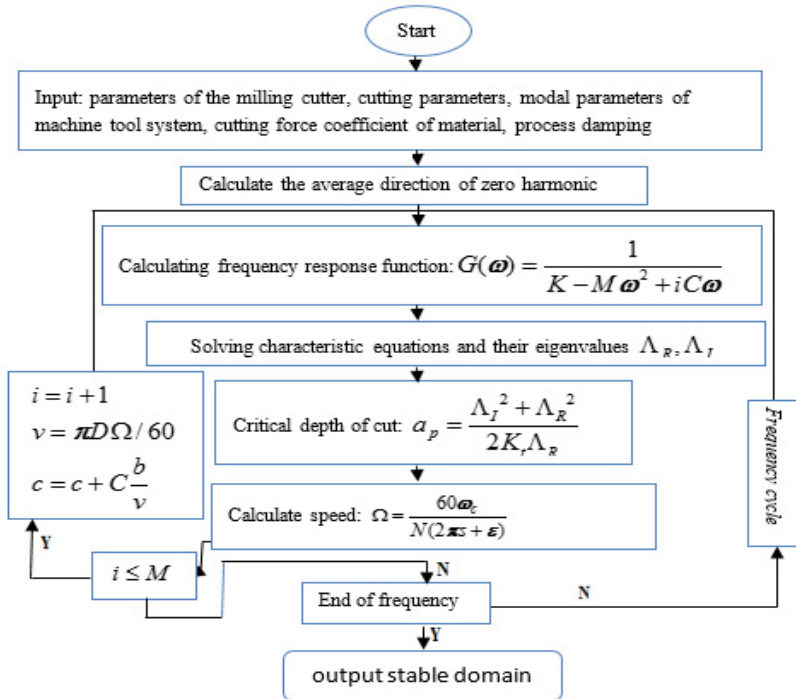 Start
Input: parameters of the milling cutter, cutting parameters, modal parameters of
machine tool system, cutting force coefficient of material, process damping
Calculate the average direction of zero harmonic
Calculating frequency response function: G(ω) = 1 / (K − Mω² + iCω)
Solving characteristic equations and their eigenvalues Λ_R, Λ_I
Critical depth of cut: a_p = (Λ_I² + Λ_R²) / (2K_tΛ_R)
Calculate speed: Ω = 60ω_c / (N(2πs + ε))
i = i + 1
v = πDΩ / 60
c = c + C b/v
Y
i ≤ M
N
End of frequency
N
Frequency cycle
Y
output stable domain